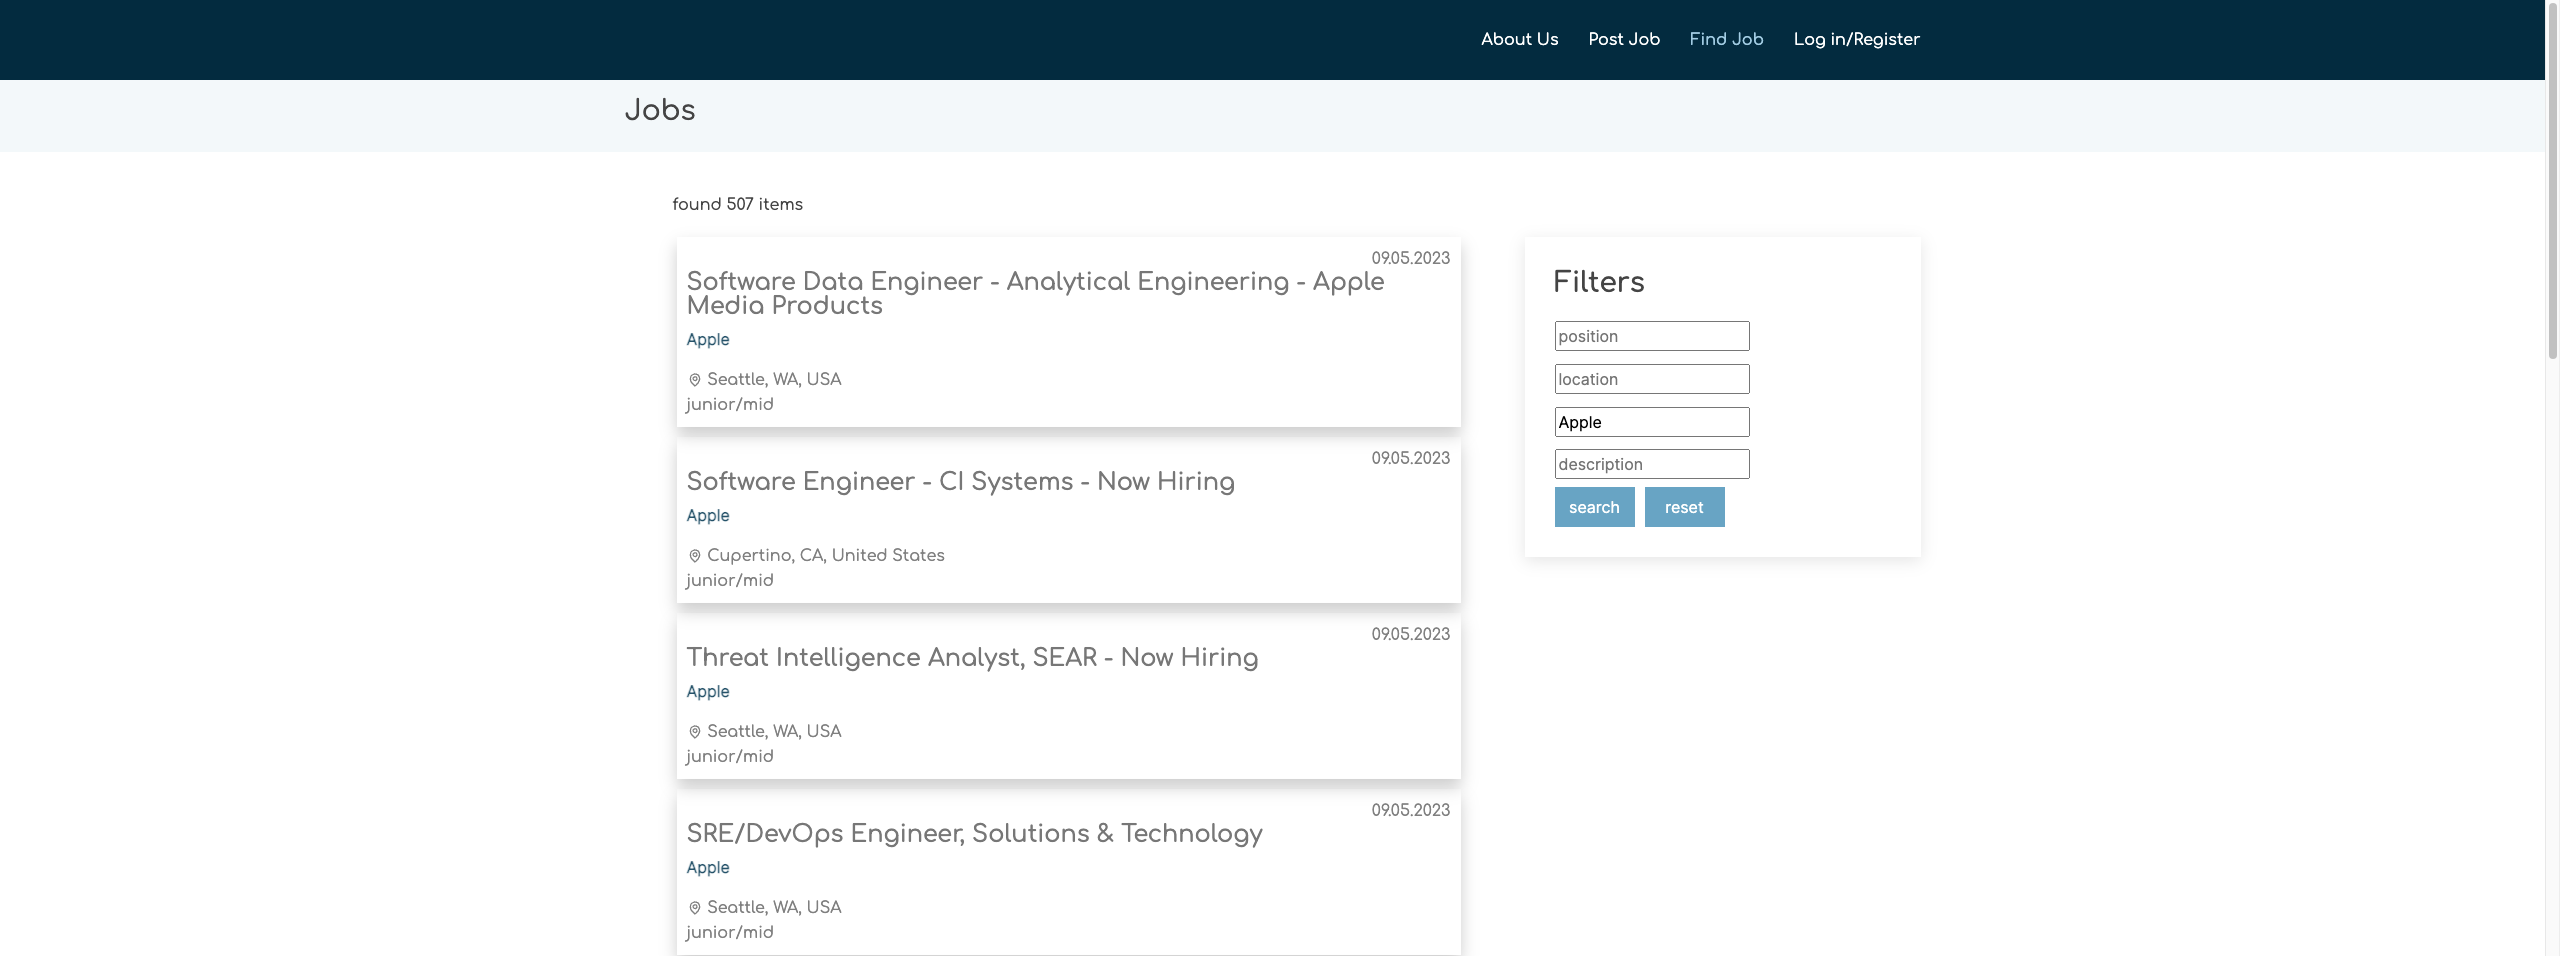 About Us
Post Job
Find Job
Log in/Register
Jobs
found 507 items
09.05.2023
Software Data Engineer - Analytical Engineering - Apple
Media Products
Apple
Seattle, WA, USA
junior/mid
09.05.2023
Software Engineer - CI Systems - Now Hiring
Apple
Cupertino, CA, United States
junior/mid
09.05.2023
Threat Intelligence Analyst, SEAR - Now Hiring
Apple
Seattle, WA, USA
junior/mid
09.05.2023
SRE/DevOps Engineer, Solutions & Technology
Apple
Seattle, WA, USA
junior/mid
Filters
position
location
Apple
description
search
reset